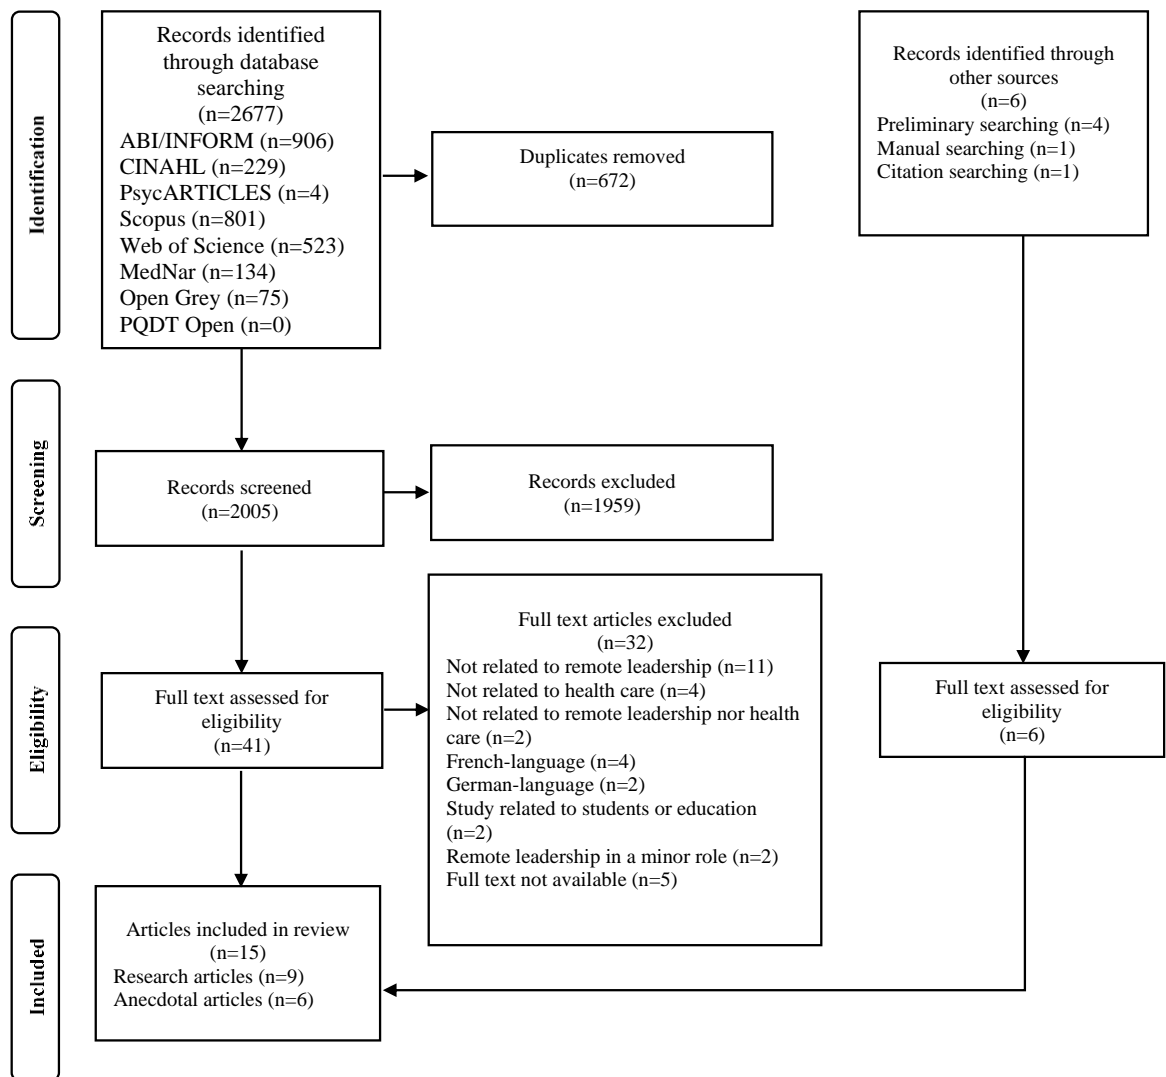 Identification
Records identified
through database
searching
(n=2677)
ABI/INFORM (n=906)
CINAHL (n=229)
PsycARTICLES (n=4)
Scopus (n=801)
Web of Science (n=523)
MedNar (n=134)
Open Grey (n=75)
PQDT Open (n=0)
Duplicates removed
n=672)
Records identified through
other sources
(n=6)
Preliminary searching (n=4)
Manual searching (n=1)
Citation searching (n=1)
Screening
Records screened
(n=2005)
Records excluded
(n=1959)
Eligibility
Full text assessed for
eligibility
(n=41)
Full text articles excluded
(n=32)
Not related to remote leadership (n=11)
Not related to health care (n=4)
Not related to remote leadership nor health
care (n=2)
French-language (n=4)
German-language (n=2)
Study related to students or education
(n=2)
Remote leadership in a minor role (n=2)
Full text not available (n=5)
Full text assessed for
eligibility
(n=6)
Included
Articles included in review
(n=15)
Research articles (n=9)
Anecdotal articles (n=6)